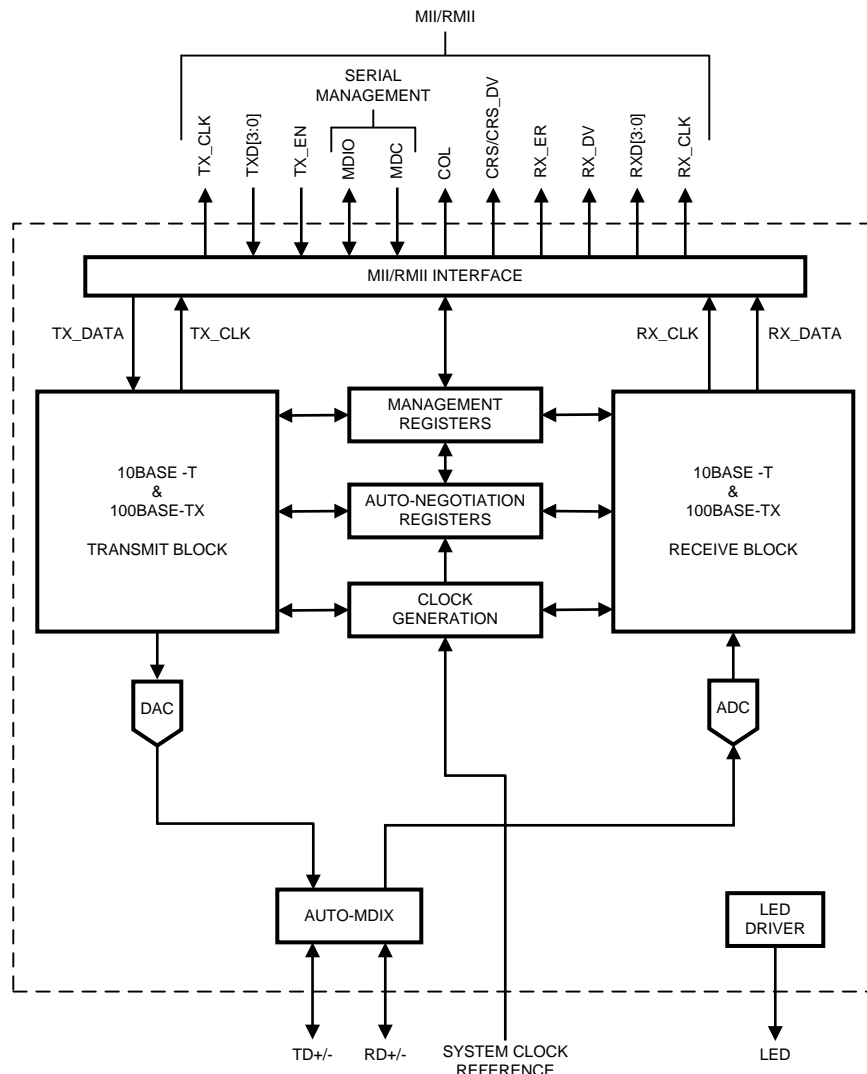 MII/RMII
SERIAL
MANAGEMENT
TX_CLK
TXD[3:0]
TX_EN
MDIO
MDC
COL
CRS/CRS_DV
RX_ER
RX_DV
RXD[3:0]
RX_CLK
MII/RMII INTERFACE
TX_DATA
TX_CLK
RX_CLK
RX_DATA
10BASE -T
&
100BASE-TX
TRANSMIT BLOCK
MANAGEMENT
REGISTERS
AUTO-NEGOTIATION
REGISTERS
CLOCK
GENERATION
10BASE -T
&
100BASE-TX
RECEIVE BLOCK
DAC
ADC
AUTO-MDIX
LED
DRIVER
TD+/-
RD+/-
SYSTEM CLOCK
REFERENCE
LED